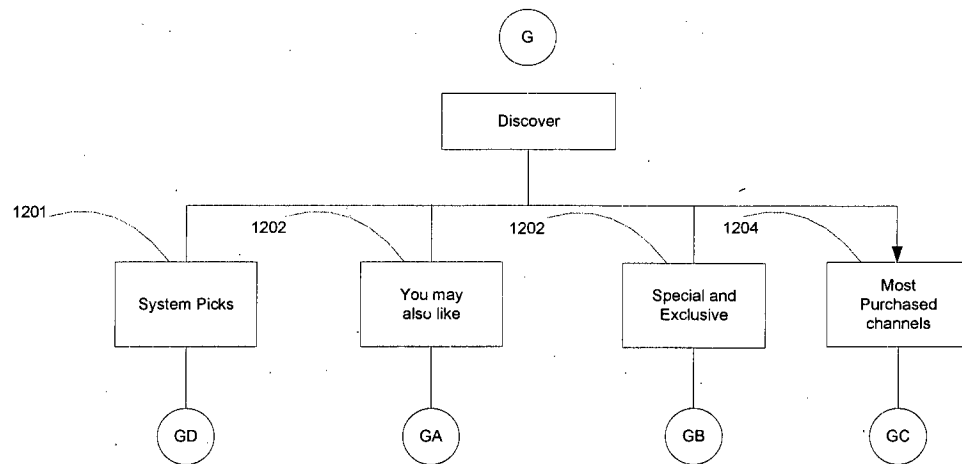 G
Discover
1201
1202
1202
1204
System Picks
You may
also like
Special and
Exclusive
Most
Purchased
channels
GD
GA
GB
GC